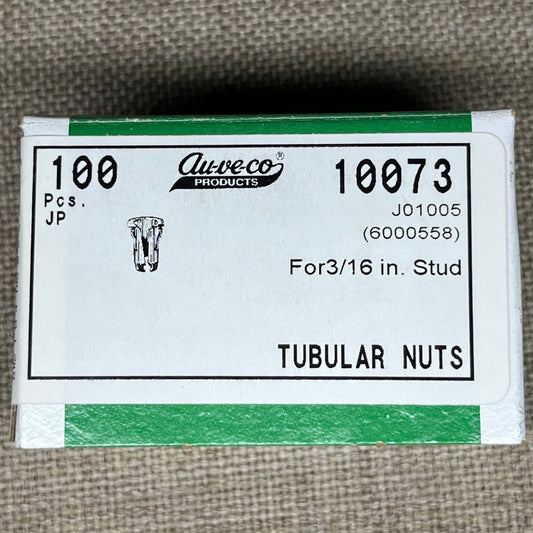 100
Pcs.
JP
au-ve-co®
PRODUCTS
10073
J01005
(6000558)
For3/16 in. Stud
TUBULAR NUTS